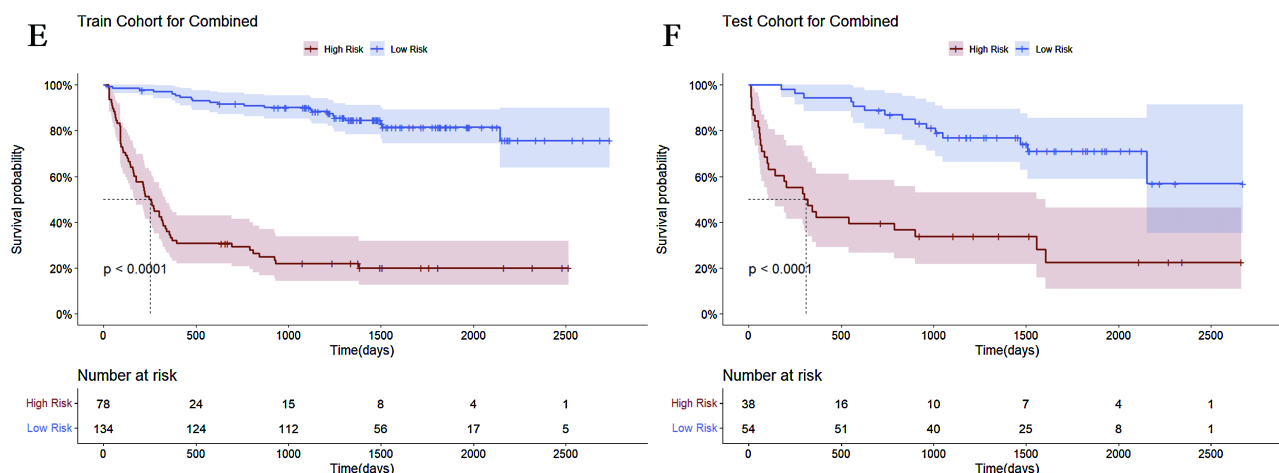 E
Train Cohort for Combined
High Risk Low Risk
Survival probability
100%
80%
60%
40%
20%
0%
p < 0.0001
0 500 1000 1500 2000 2500
Time(days)
Number at risk
High Risk 78 24 15 8 4 1
Low Risk 134 124 112 56 17 5
0 500 1000 1500 2000 2500
Time(days)
F
Test Cohort for Combined
High Risk Low Risk
Survival probability
100%
80%
60%
40%
20%
0%
p < 0.0001
0 500 1000 1500 2000 2500
Time(days)
Number at risk
High Risk 38 16 10 7 4 1
Low Risk 54 51 40 25 8 1
0 500 1000 1500 2000 2500
Time(days)